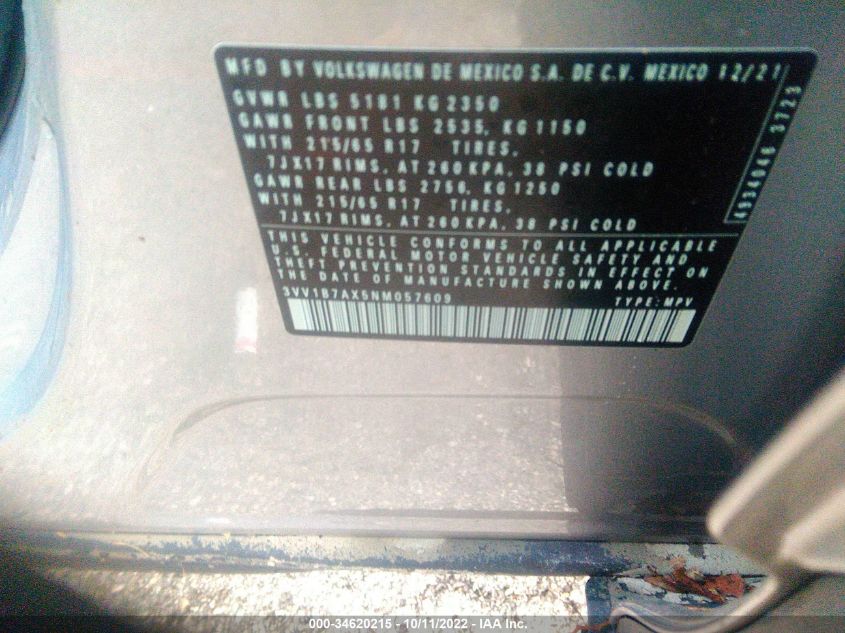 MFD BY VOLKSWAGEN DE MEXICO S.A. DE C.V. MEXICO 12/21
GVWR LBS 5181 KG 2350
GAWR FRONT LBS 2535, KG 1150
WITH 215/65 R17 TIRES,
7JX17 RIMS, AT 260 KPA, 38 PSI COLD
GAWR REAR LBS 2756, KG 1250
WITH 215/65 R17 TIRES,
7JX17 RIMS, AT 260 KPA, 38 PSI COLD
4934046 3723
THIS VEHICLE CONFORMS TO ALL APPLICABLE
U.S. FEDERAL MOTOR VEHICLE SAFETY AND
THEFT PREVENTION STANDARDS IN EFFECT ON
THE DATE OF MANUFACTURE SHOWN ABOVE.
3VV1B7AX5NM057609 TYPE: MPV
000-34620215 - 10/11/2022 - IAA Inc.